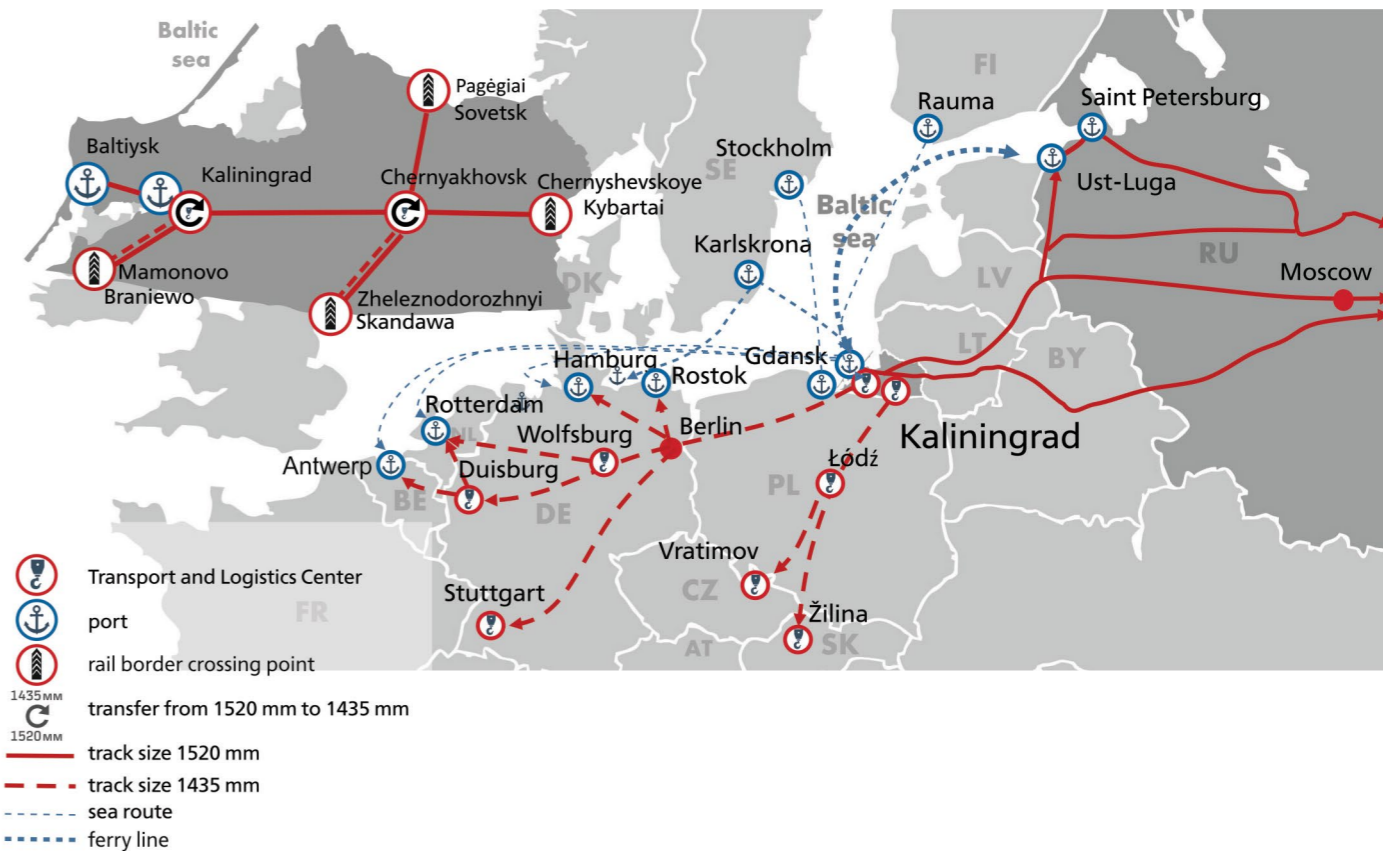 Baltic
sea
Pagėgiai
Sovetsk
Baltiysk
Kaliningrad
Chernyakhovsk
Chernyshevskoye
Kybartai
Mamonovo
Braniewo
Zheleznodorozhnyi
Skandawa
FI
Rauma
Saint Petersburg
Stockholm
SE
Ust-Luga
Baltic
sea
Karlskrona
DK
LV
RU
Moscow
LT
BY
Gdansk
Hamburg
Rostok
Rotterdam
NL
Wolfsburg
Berlin
Kaliningrad
Antwerp
Duisburg
Łódź
BE
DE
PL
Vratimov
Stuttgart
CZ
Žilina
FR
AT
SK
Transport and Logistics Center
port
rail border crossing point
1435мм
transfer from 1520 mm to 1435 mm
1520мм
track size 1520 mm
track size 1435 mm
sea route
ferry line